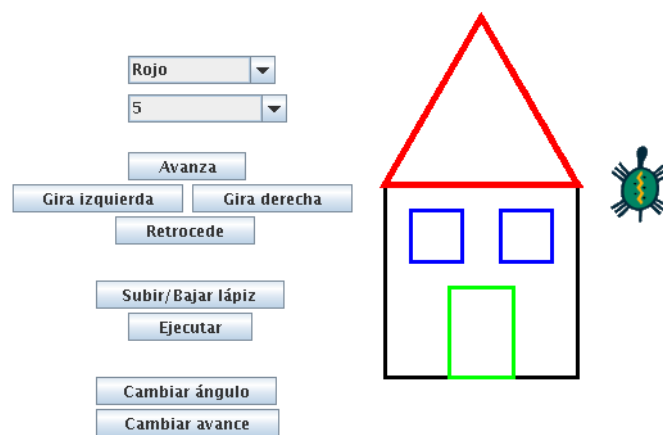 Rojo
5
Avanza
Gira izquierda Gira derecha
Retrocede
Subir/Bajar lápiz
Ejecutar
Cambiar ángulo
Cambiar avance